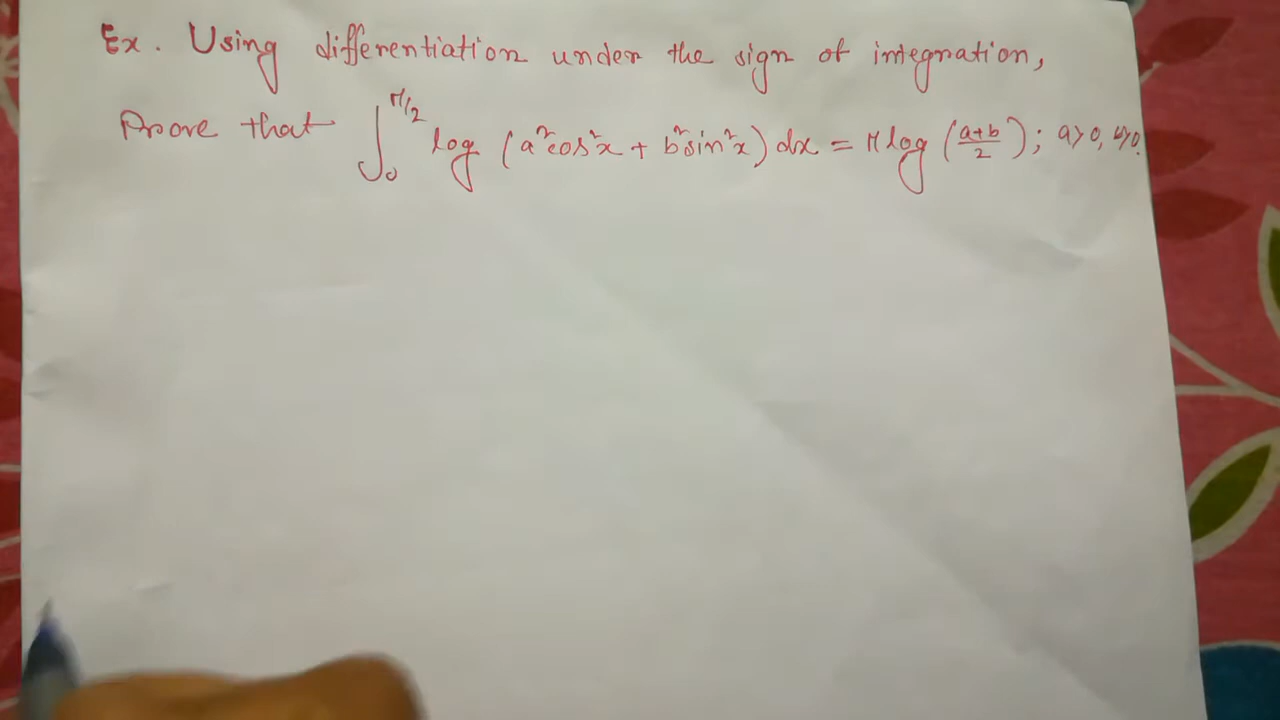 Ex. Using differentiation under the sign of integration,
Prove that ∫₀^{π/2} log (a²cos²x + b²sin²x) dx = π log (\frac{a+b}{2}); a>0, b>0.